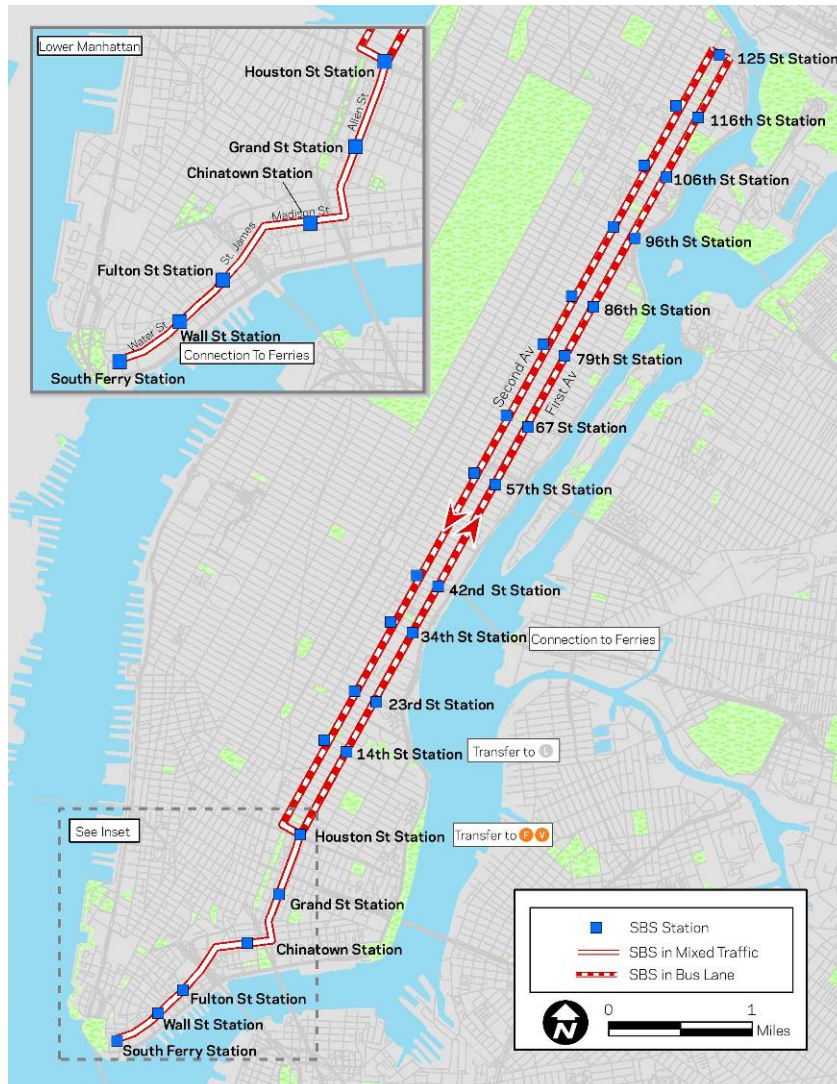 Lower Manhattan
Houston St Station
Allen St
Grand St Station
Chinatown Station
Madison St
St. James
Fulton St Station
Water St
Wall St Station
Connection To Ferries
South Ferry Station
125 St Station
116th St Station
106th St Station
96th St Station
86th St Station
79th St Station
Second Av
First Av
67 St Station
57th St Station
42nd St Station
34th St Station
Connection to Ferries
23rd St Station
14th St Station
Transfer to L
See Inset
Houston St Station
Transfer to F V
Grand St Station
Chinatown Station
Fulton St Station
Wall St Station
South Ferry Station
SBS Station
SBS in Mixed Traffic
SBS in Bus Lane
N
0 1
Miles